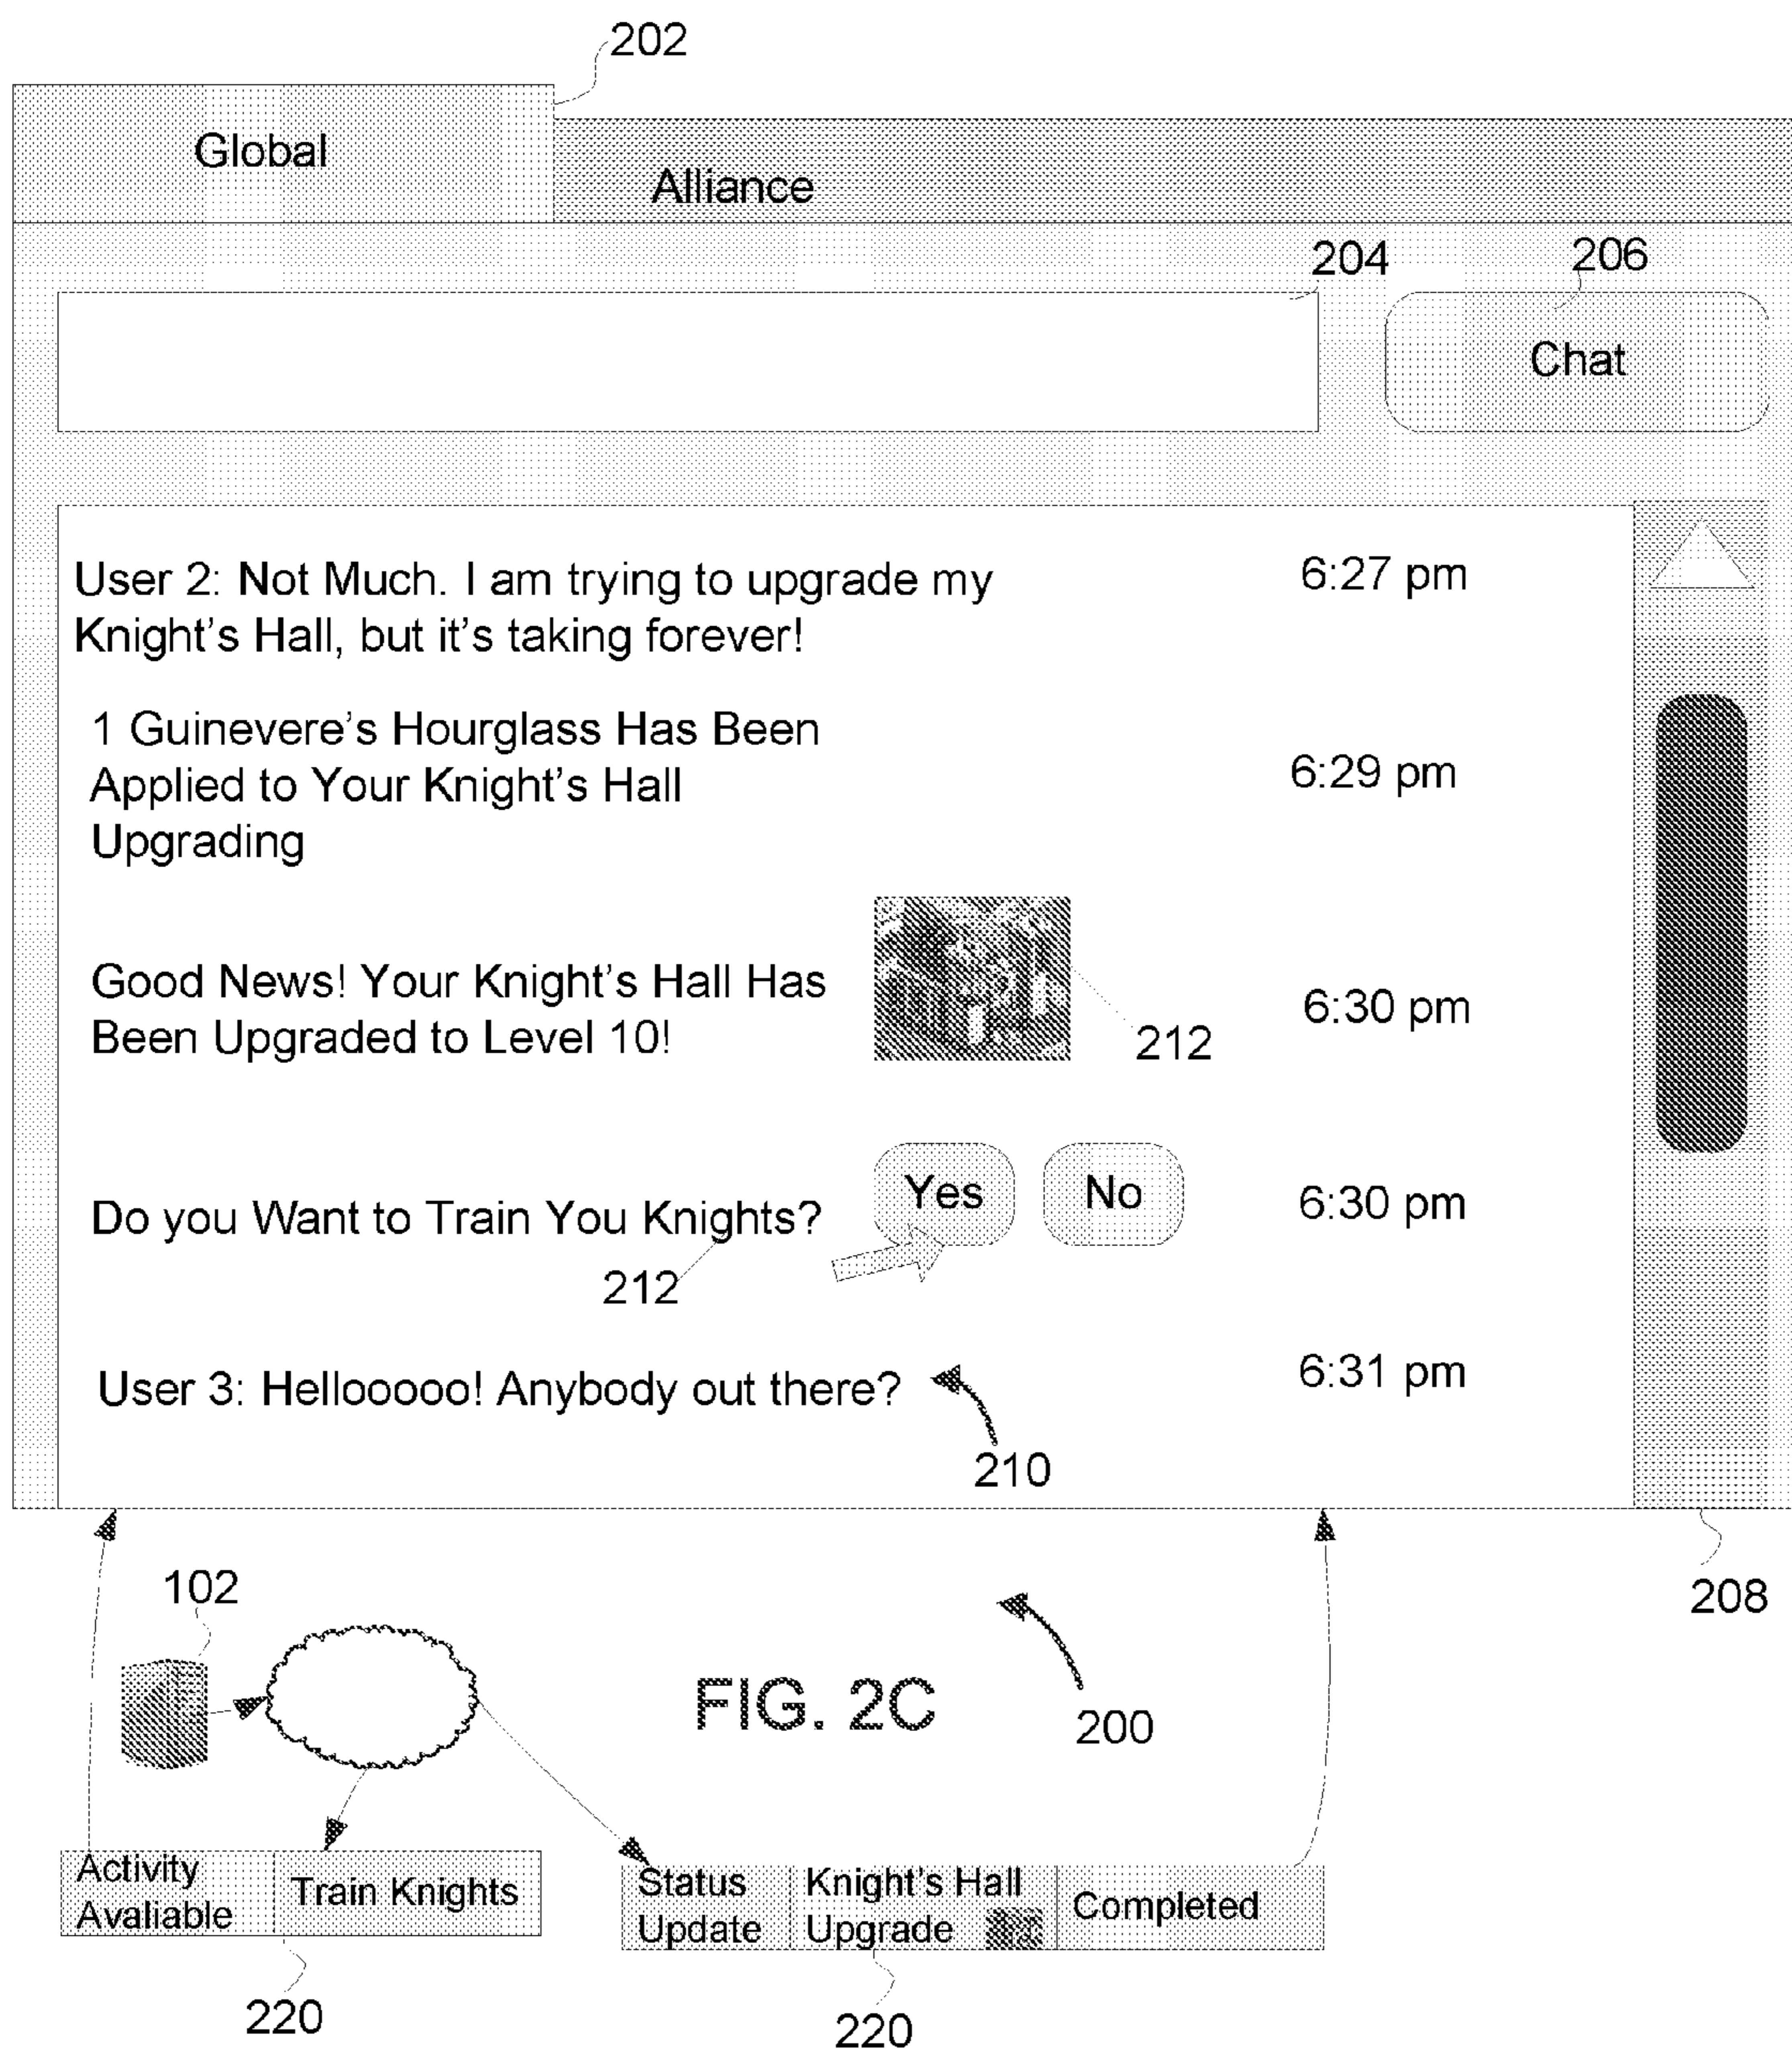 202
Global
Alliance
204
206
Chat
User 2: Not Much. I am trying to upgrade my
Knight's Hall, but it's taking forever!
6:27 pm
1 Guinevere's Hourglass Has Been
Applied to Your Knight's Hall
Upgrading
6:29 pm
Good News! Your Knight's Hall Has
Been Upgraded to Level 10!
212
6:30 pm
Do you Want to Train You Knights?
Yes
No
6:30 pm
212
User 3: Hellooooo! Anybody out there?
6:31 pm
210
208
102
FIG. 2C
200
Activity
Avaliable
Train Knights
Status
Update
Knight's Hall
Upgrade
Completed
220
220